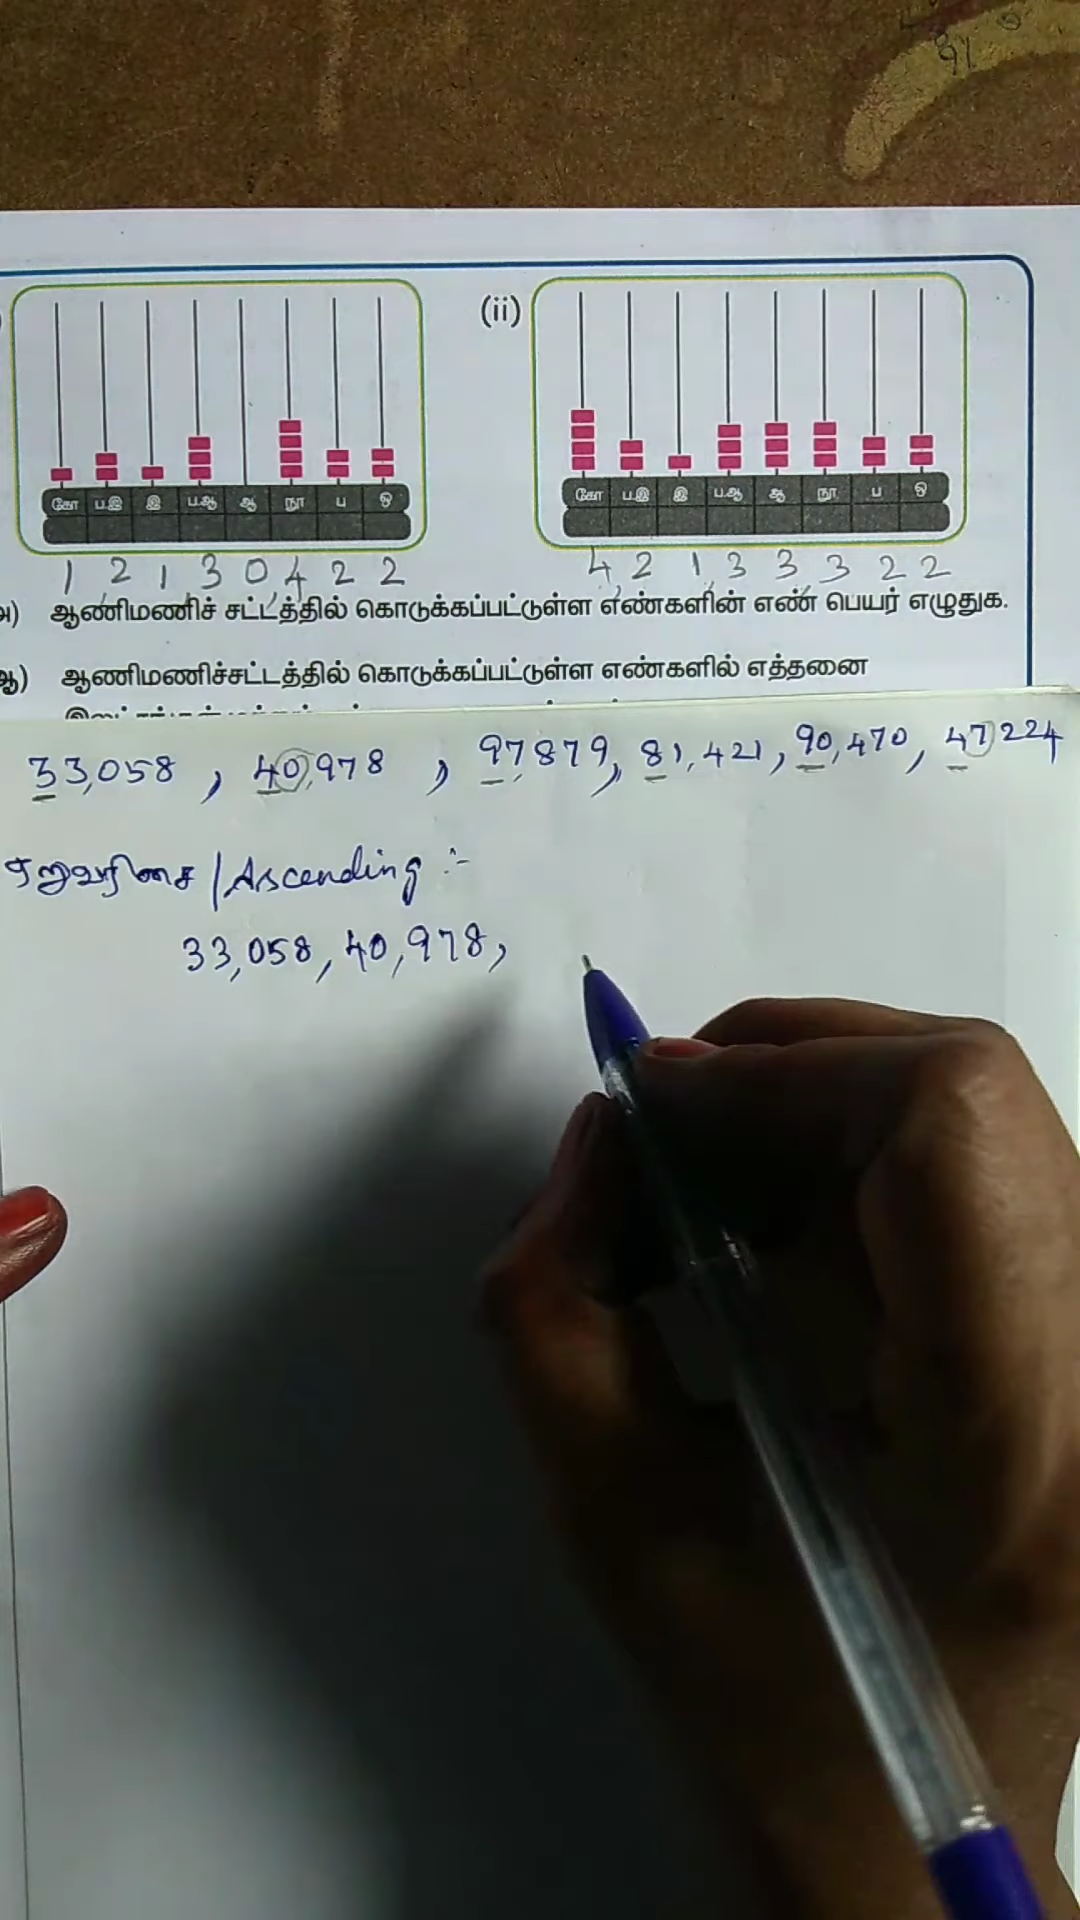 (ii)
கோ ப.இ இ ப.ஆ ஆ நூ ப ஒ
கோ ப.இ இ ப.ஆ ஆ நூ ப ஒ
1 2 1 3 0 4 2 2
4, 2 1, 3 3, 3 2 2
ஆணிமணிச் சட்டத்தில் கொடுக்கப்பட்டுள்ள எண்களின் எண் பெயர் எழுதுக.
ஆ) ஆணிமணிச்சட்டத்தில் கொடுக்கப்பட்டுள்ள எண்களில் எத்தனை
33,058 , 40,978 , 97,879, 81,421, 90,470, 47224
ஏறுவரிசை / Ascending :-
33,058, 40,978,